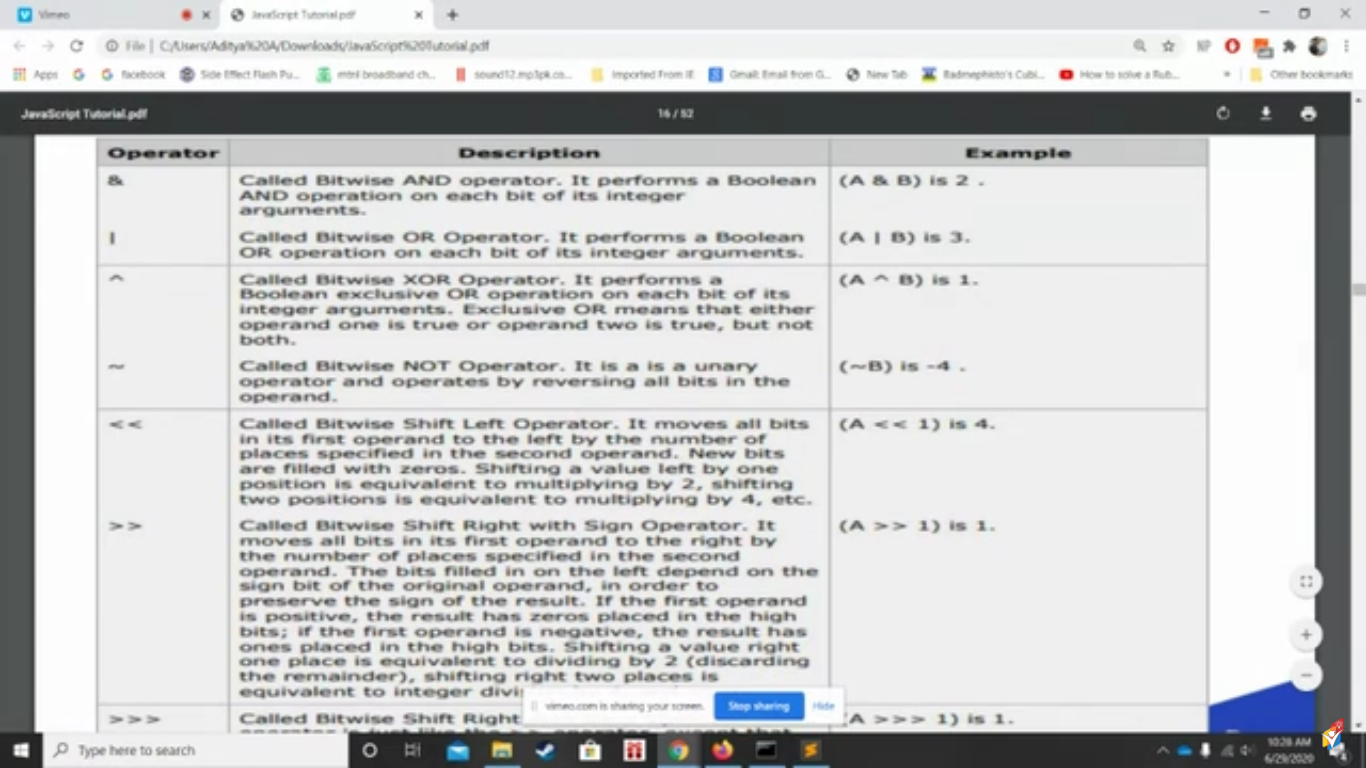 Vimeo
JavaScript Tutorial.pdf
File | C:/Users/Aditya%20A/Downloads/JavaScript%20Tutorial.pdf
Apps
facebook
Side Effect Flash Pu...
mtnl broadband ch...
sound12.mp3pk.co...
Imported From IE
Gmail: Email from G...
New Tab
Badmephisto's Cubi...
How to solve a Rub...
»
Other bookmarks
JavaScript Tutorial.pdf
16 / 52
Operator Description Example
& Called Bitwise AND operator. It performs a Boolean (A & B) is 2 .
AND operation on each bit of its integer
arguments.
| Called Bitwise OR Operator. It performs a Boolean (A | B) is 3.
OR operation on each bit of its integer arguments.
^ Called Bitwise XOR Operator. It performs a (A ^ B) is 1.
Boolean exclusive OR operation on each bit of its
integer arguments. Exclusive OR means that either
operand one is true or operand two is true, but not
both.
~ Called Bitwise NOT Operator. It is a is a unary (~B) is -4 .
operator and operates by reversing all bits in the
operand.
<< Called Bitwise Shift Left Operator. It moves all bits (A << 1) is 4.
in its first operand to the left by the number of
places specified in the second operand. New bits
are filled with zeros. Shifting a value left by one
position is equivalent to multiplying by 2, shifting
two positions is equivalent to multiplying by 4, etc.
>> Called Bitwise Shift Right with Sign Operator. It (A >> 1) is 1.
moves all bits in its first operand to the right by
the number of places specified in the second
operand. The bits filled in on the left depend on the
sign bit of the original operand, in order to
preserve the sign of the result. If the first operand
is positive, the result has zeros placed in the high
bits; if the first operand is negative, the result has
ones placed in the high bits. Shifting a value right
one place is equivalent to dividing by 2 (discarding
the remainder), shifting right two places is
equivalent to integer divi
vimeo.com is sharing your screen. Stop sharing Hide
>>> Called Bitwise Shift Right (A >>> 1) is 1.
Type here to search
10:28 AM
6/29/2020